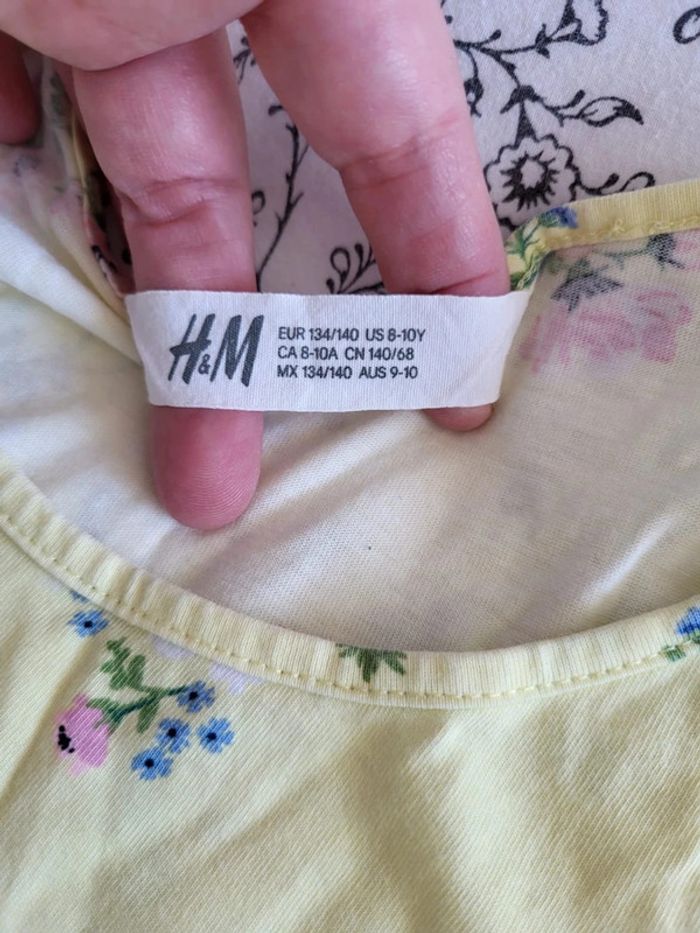 H&M
EUR 134/140 US 8-10Y
CA 8-10A CN 140/68
MX 134/140 AUS 9-10